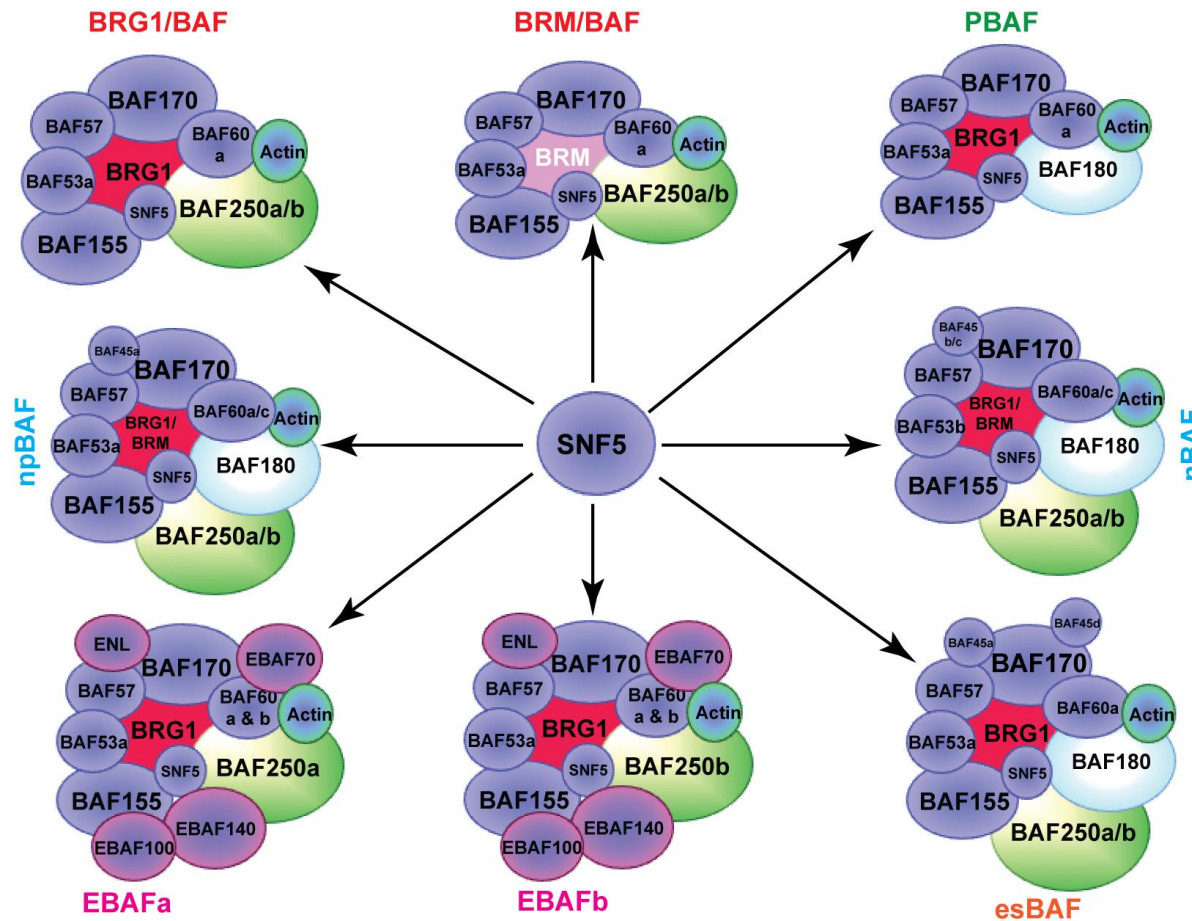 BRG1/BAF
BAF170
BAF57
BAF60
a
Actin
BRG1
BAF53a
SNF5
BAF250a/b
BAF155
BRM/BAF
BAF170
BAF57
BAF60
a
Actin
BRM
BAF53a
SNF5
BAF250a/b
BAF155
PBAF
BAF170
BAF57
BAF60
a
Actin
BRG1
BAF53a
SNF5
BAF180
BAF155
npBAF
BAF45a
BAF170
BAF57
BAF60a/c
Actin
BRG1/
BRM
BAF53a
BAF180
SNF5
BAF155
BAF250a/b
SNF5
BAF45
b/c
BAF170
BAF57
BAF60a/c
Actin
BRG1/
BRM
BAF53b
BAF180
SNF5
BAF155
BAF250a/b
nBAF
ENL
EBAF70
BAF170
BAF57
BAF60
a & b
Actin
BRG1
BAF53a
SNF5
BAF250a
BAF155
EBAF140
EBAF100
EBAFa
ENL
EBAF70
BAF170
BAF57
BAF60
a & b
Actin
BRG1
BAF53a
SNF5
BAF250b
BAF155
EBAF140
EBAF100
EBAFb
BAF45a
BAF45d
BAF170
BAF57
BAF60a
Actin
BRG1
BAF53a
BAF180
SNF5
BAF155
BAF250a/b
esBAF